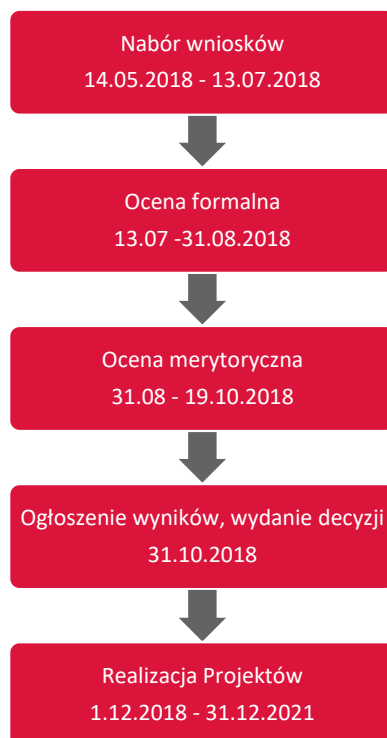 Nabór wniosków
14.05.2018 - 13.07.2018
Ocena formalna
13.07 -31.08.2018
Ocena merytoryczna
31.08 - 19.10.2018
Ogłoszenie wyników, wydanie decyzji
31.10.2018
Realizacja Projektów
1.12.2018 - 31.12.2021